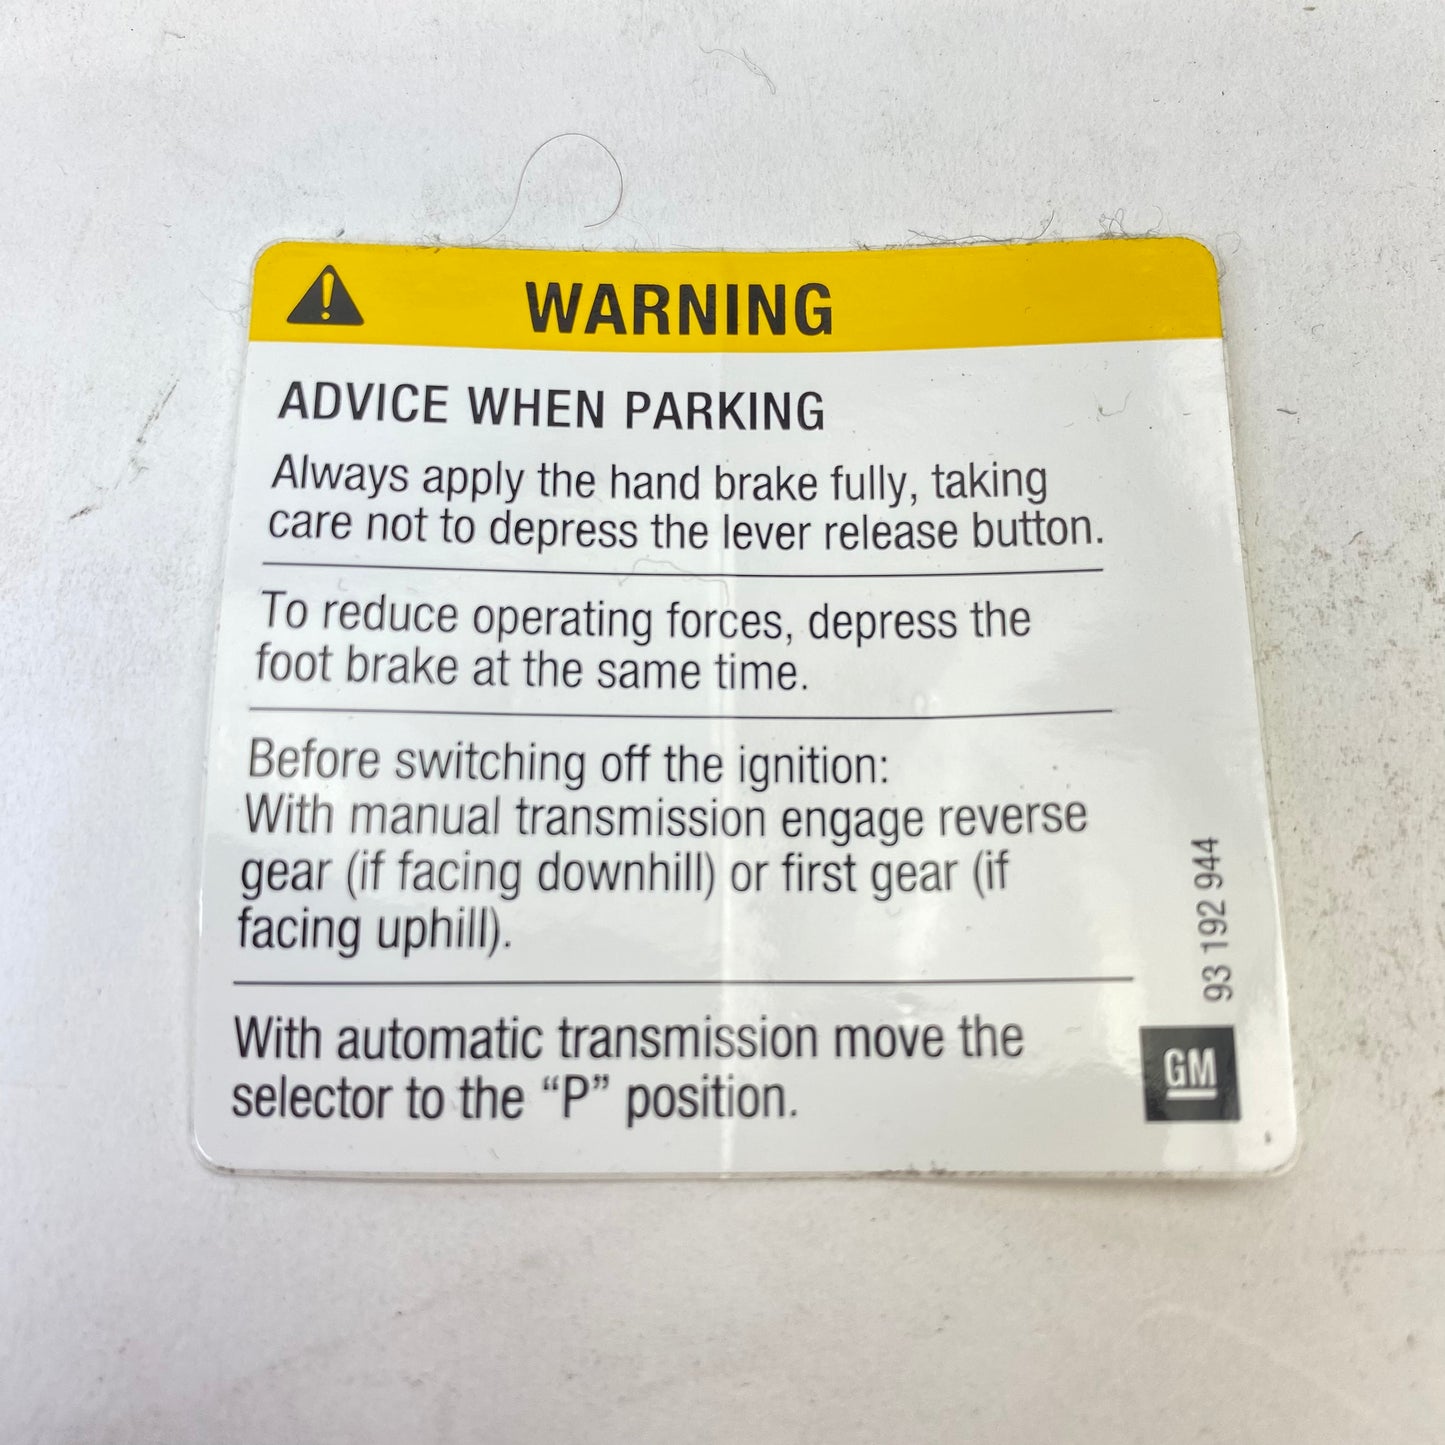 WARNING
ADVICE WHEN PARKING
Always apply the hand brake fully, taking
care not to depress the lever release button.
To reduce operating forces, depress the
foot brake at the same time.
Before switching off the ignition:
With manual transmission engage reverse
gear (if facing downhill) or first gear (if
facing uphill).
With automatic transmission move the
selector to the “P” position.
93 192 944
GM